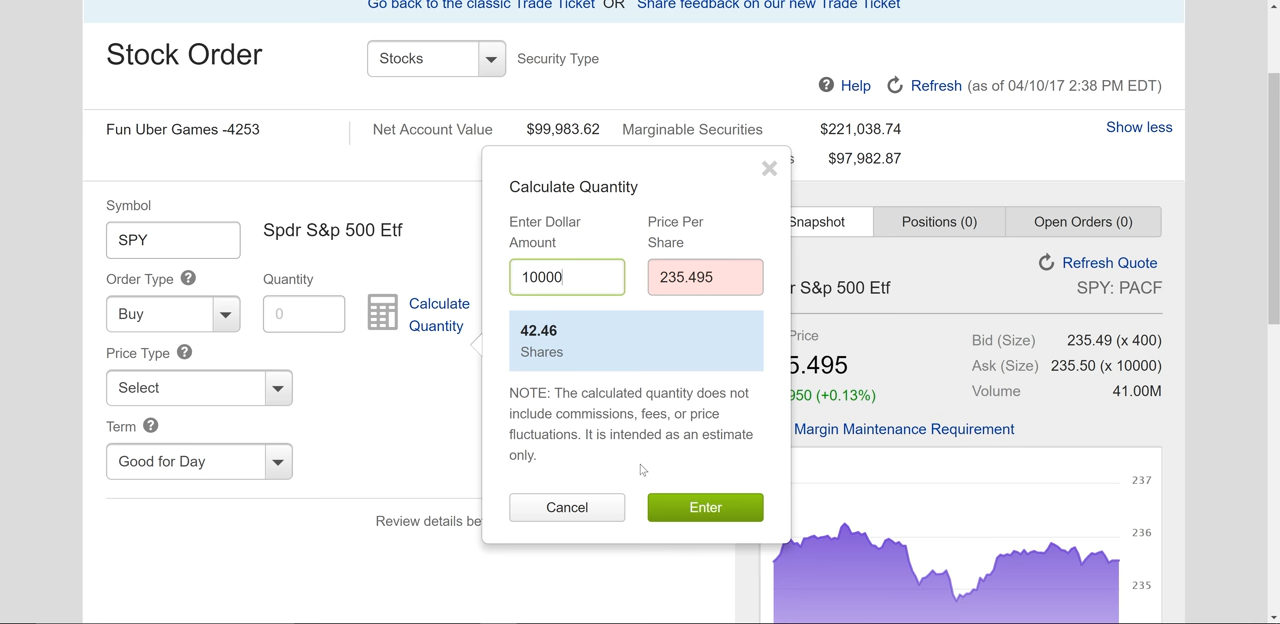 Go back to the classic Trade Ticket OR Share feedback on our new Trade Ticket
Stock Order
Stocks
Security Type
Help
Refresh (as of 04/10/17 2:38 PM EDT)
Fun Uber Games -4253
Net Account Value
$99,983.62
Marginable Securities
$221,038.74
Show less
$97,982.87
Symbol
SPY
Spdr S&p 500 Etf
Order Type
Buy
Quantity
0
Calculate
Quantity
Price Type
Select
Term
Good for Day
Review details be
Calculate Quantity
Enter Dollar
Amount
Price Per
Share
10000
235.495
42.46
Shares
NOTE: The calculated quantity does not
include commissions, fees, or price
fluctuations. It is intended as an estimate
only.
Cancel
Enter
Snapshot
Positions (0)
Open Orders (0)
Refresh Quote
r S&p 500 Etf
SPY: PACF
Price
5.495
950 (+0.13%)
Bid (Size) 235.49 (x 400)
Ask (Size) 235.50 (x 10000)
Volume 41.00M
Margin Maintenance Requirement
237
236
235